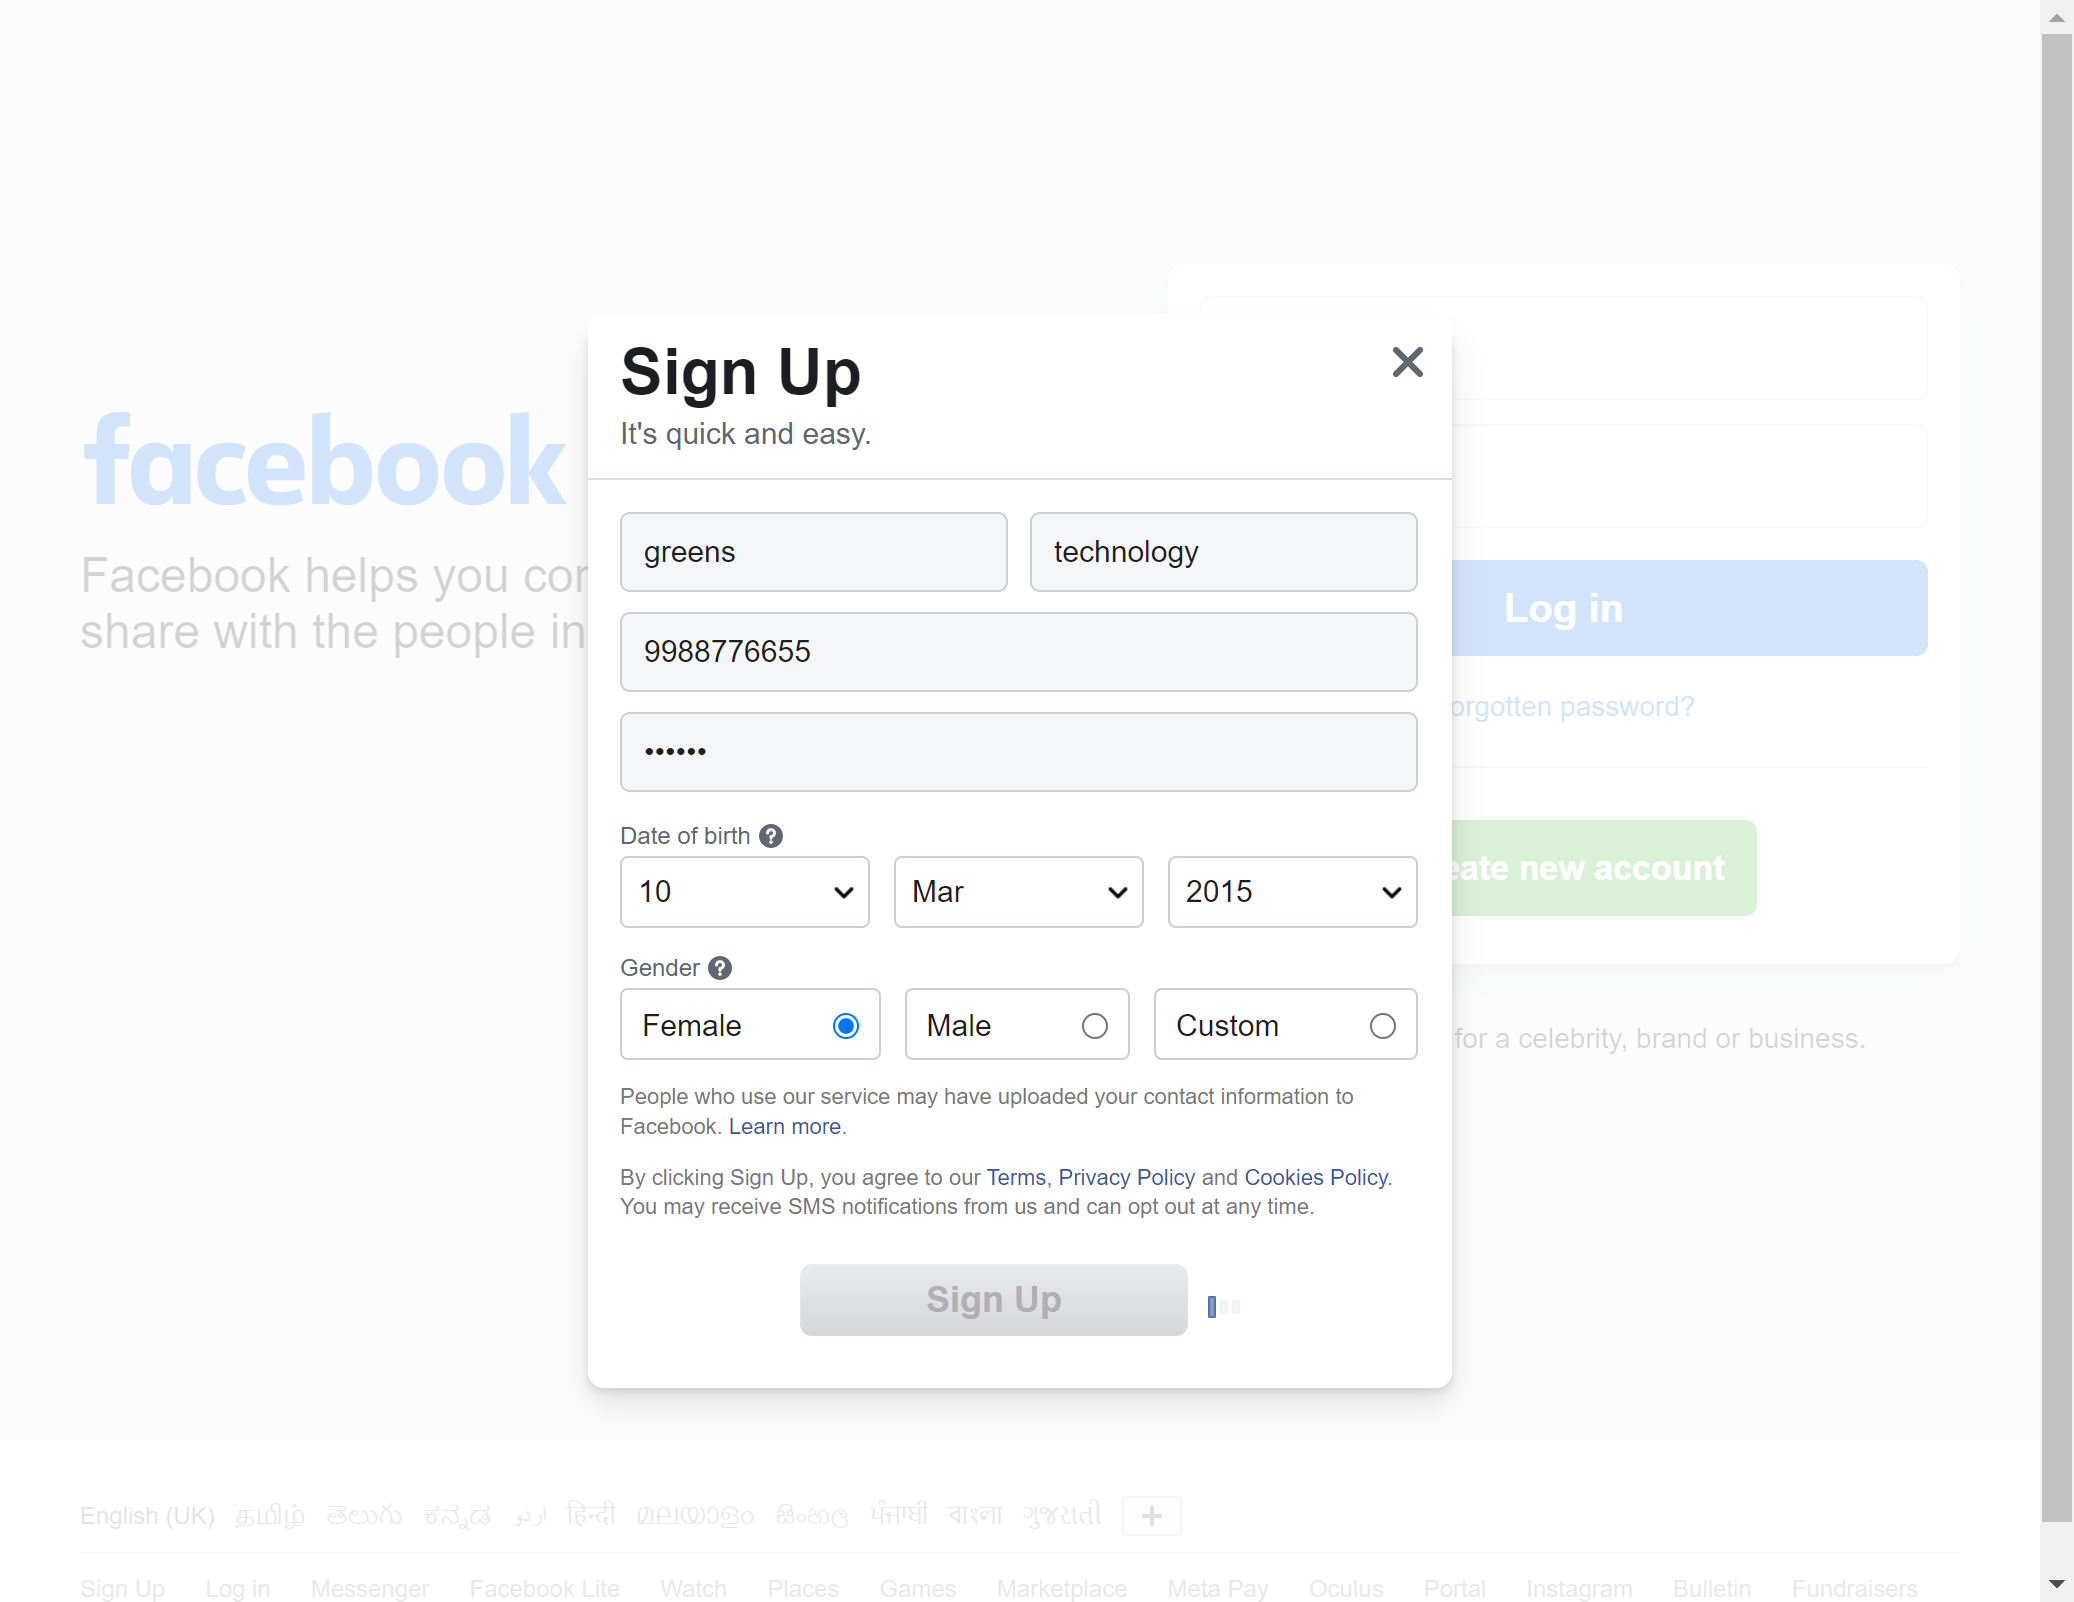 facebook
Facebook helps you con
share with the people in
Sign Up
It's quick and easy.
greens technology
9988776655
••••••
Date of birth ?
10 Mar 2015
Gender ?
Female Male Custom
People who use our service may have uploaded your contact information to
Facebook. Learn more.
By clicking Sign Up, you agree to our Terms, Privacy Policy and Cookies Policy.
You may receive SMS notifications from us and can opt out at any time.
Sign Up
Log in
orgotten password?
eate new account
for a celebrity, brand or business.
English (UK) தமிழ் తెలుగు ಕನ್ನಡ اردو हिन्दी മലയാളം සිංහල ਪੰਜਾਬੀ বাংলা ગુજરાતી +
Sign Up Log in Messenger Facebook Lite Watch Places Games Marketplace Meta Pay Oculus Portal Instagram Bulletin Fundraisers